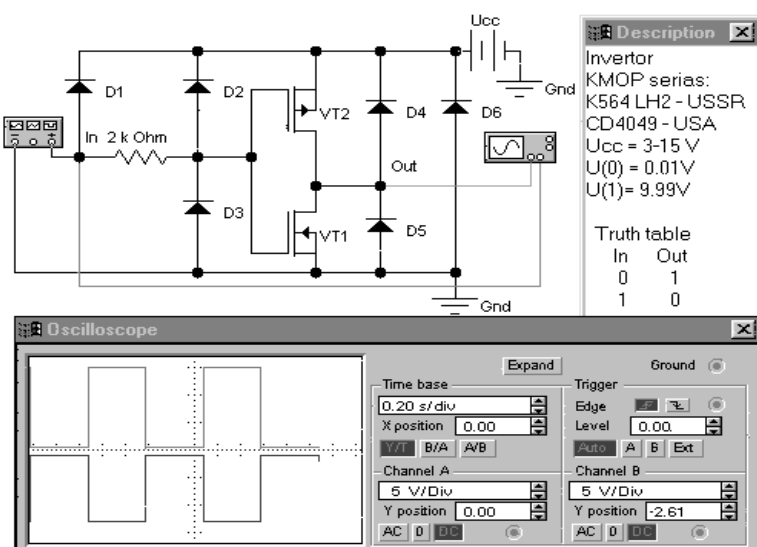 Ucc
Gnd
D1
D2
VT2
D4
D6
In 2 k Ohm
Out
D3
VT1
D5
Gnd
Description
Invertor
KMOP serias:
K564 LH2 - USSR
CD4049 - USA
Ucc = 3-15 V
U(0) = 0.01V
U(1)= 9.99V
Truth table
In Out
0 1
1 0
Oscilloscope
Expand
Ground
Time base
0.20 s/div
X position 0.00
Y/T B/A A/B
Trigger
Edge
Level 0.00
Auto A B Ext
Channel A
5 V/Div
Y position 0.00
AC 0 DC
Channel B
5 V/Div
Y position -2.61
AC 0 DC